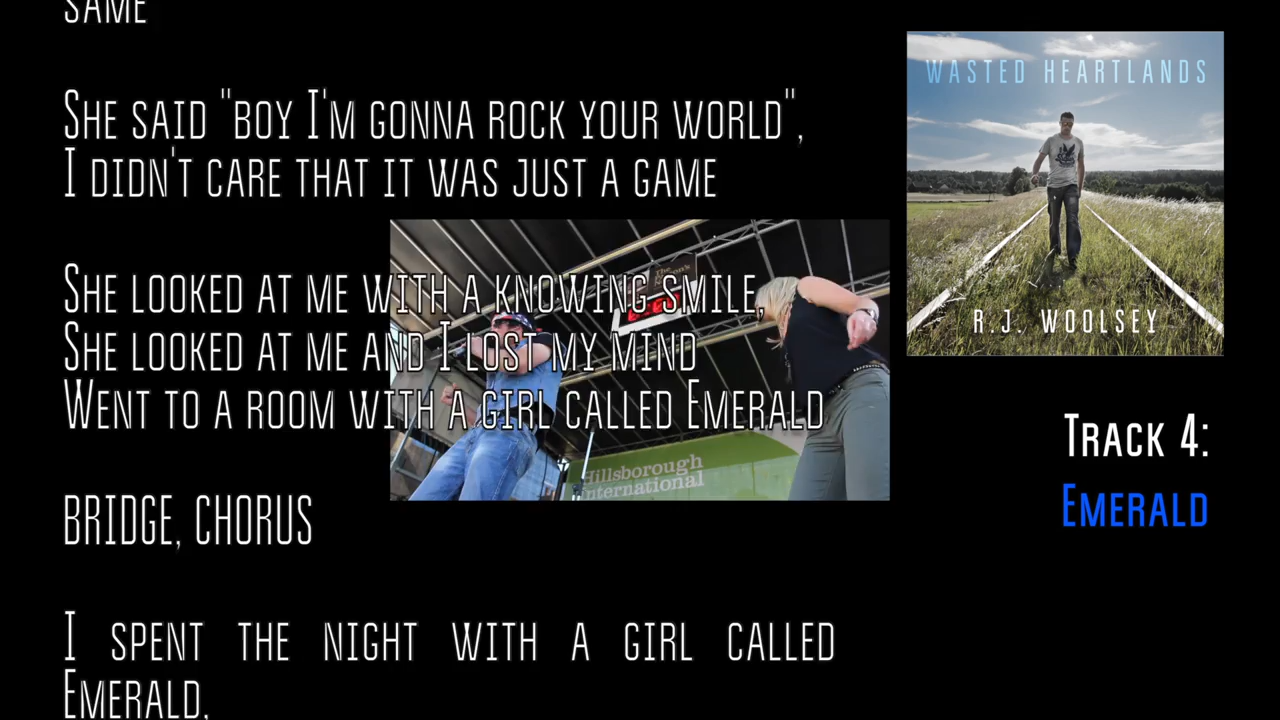 SAME
SHE SAID "BOY I'M GONNA ROCK YOUR WORLD",
I DIDN'T CARE THAT IT WAS JUST A GAME
SHE LOOKED AT ME WITH A KNOWING SMILE,
SHE LOOKED AT ME AND I LOST MY MIND
WENT TO A ROOM WITH A GIRL CALLED EMERALD
BRIDGE, CHORUS
I SPENT THE NIGHT WITH A GIRL CALLED
EMERALD,
Hillsborough
International
WASTED HEARTLANDS
R.J. WOOLSEY
TRACK 4:
EMERALD